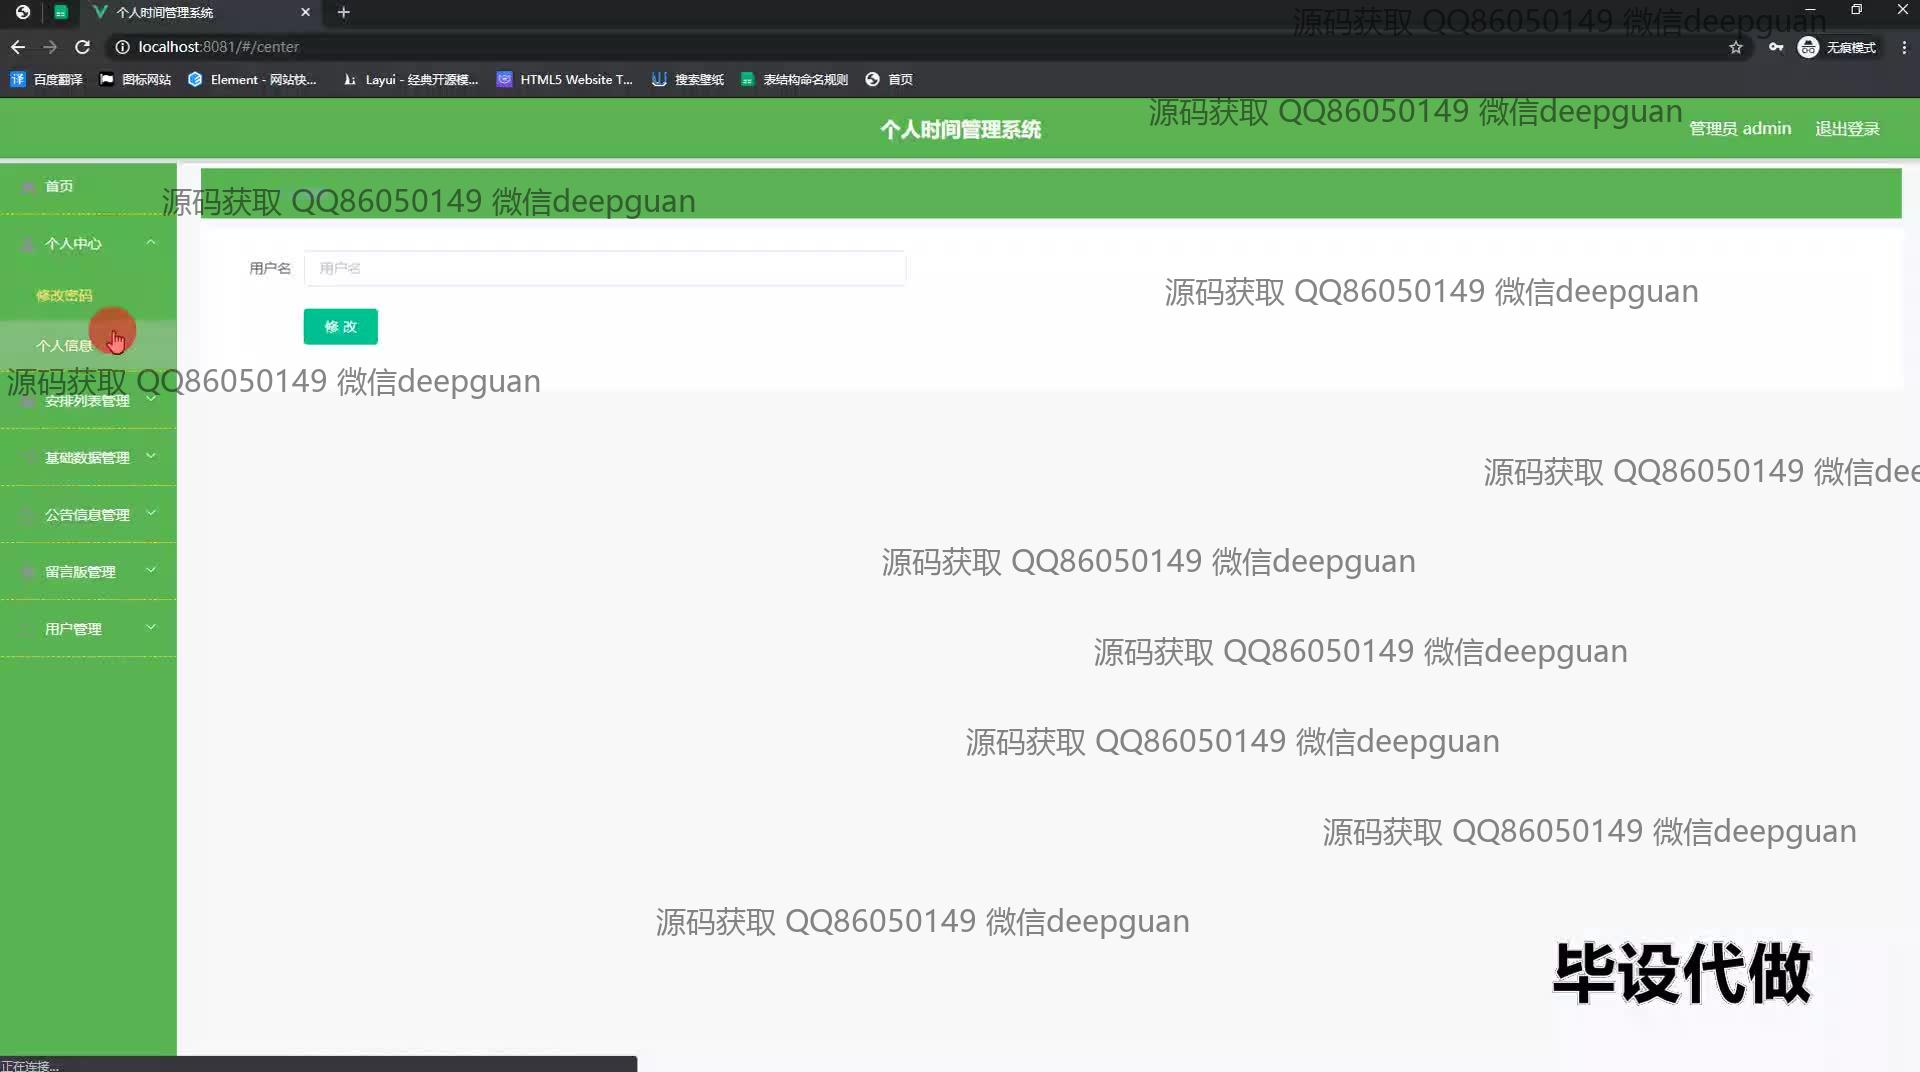 个人时间管理系统
源码获取 QQ86050149 微信deepguan
localhost:8081/#/center
无痕模式
百度翻译 图标网站 Element - 网站快... Layui - 经典开源模... HTML5 Website T... 搜索壁纸 表结构命名规则 首页
个人时间管理系统
源码获取 QQ86050149 微信deepguan
管理员 admin 退出登录
首页
源码获取 QQ86050149 微信deepguan
个人中心
用户名 用户名
修改密码
源码获取 QQ86050149 微信deepguan
修 改
个人信息
源码获取 QQ86050149 微信deepguan
安排列表管理
基础数据管理
源码获取 QQ86050149 微信dee
公告信息管理
源码获取 QQ86050149 微信deepguan
留言版管理
用户管理
源码获取 QQ86050149 微信deepguan
源码获取 QQ86050149 微信deepguan
源码获取 QQ86050149 微信deepguan
源码获取 QQ86050149 微信deepguan
毕设代做
正在连接...